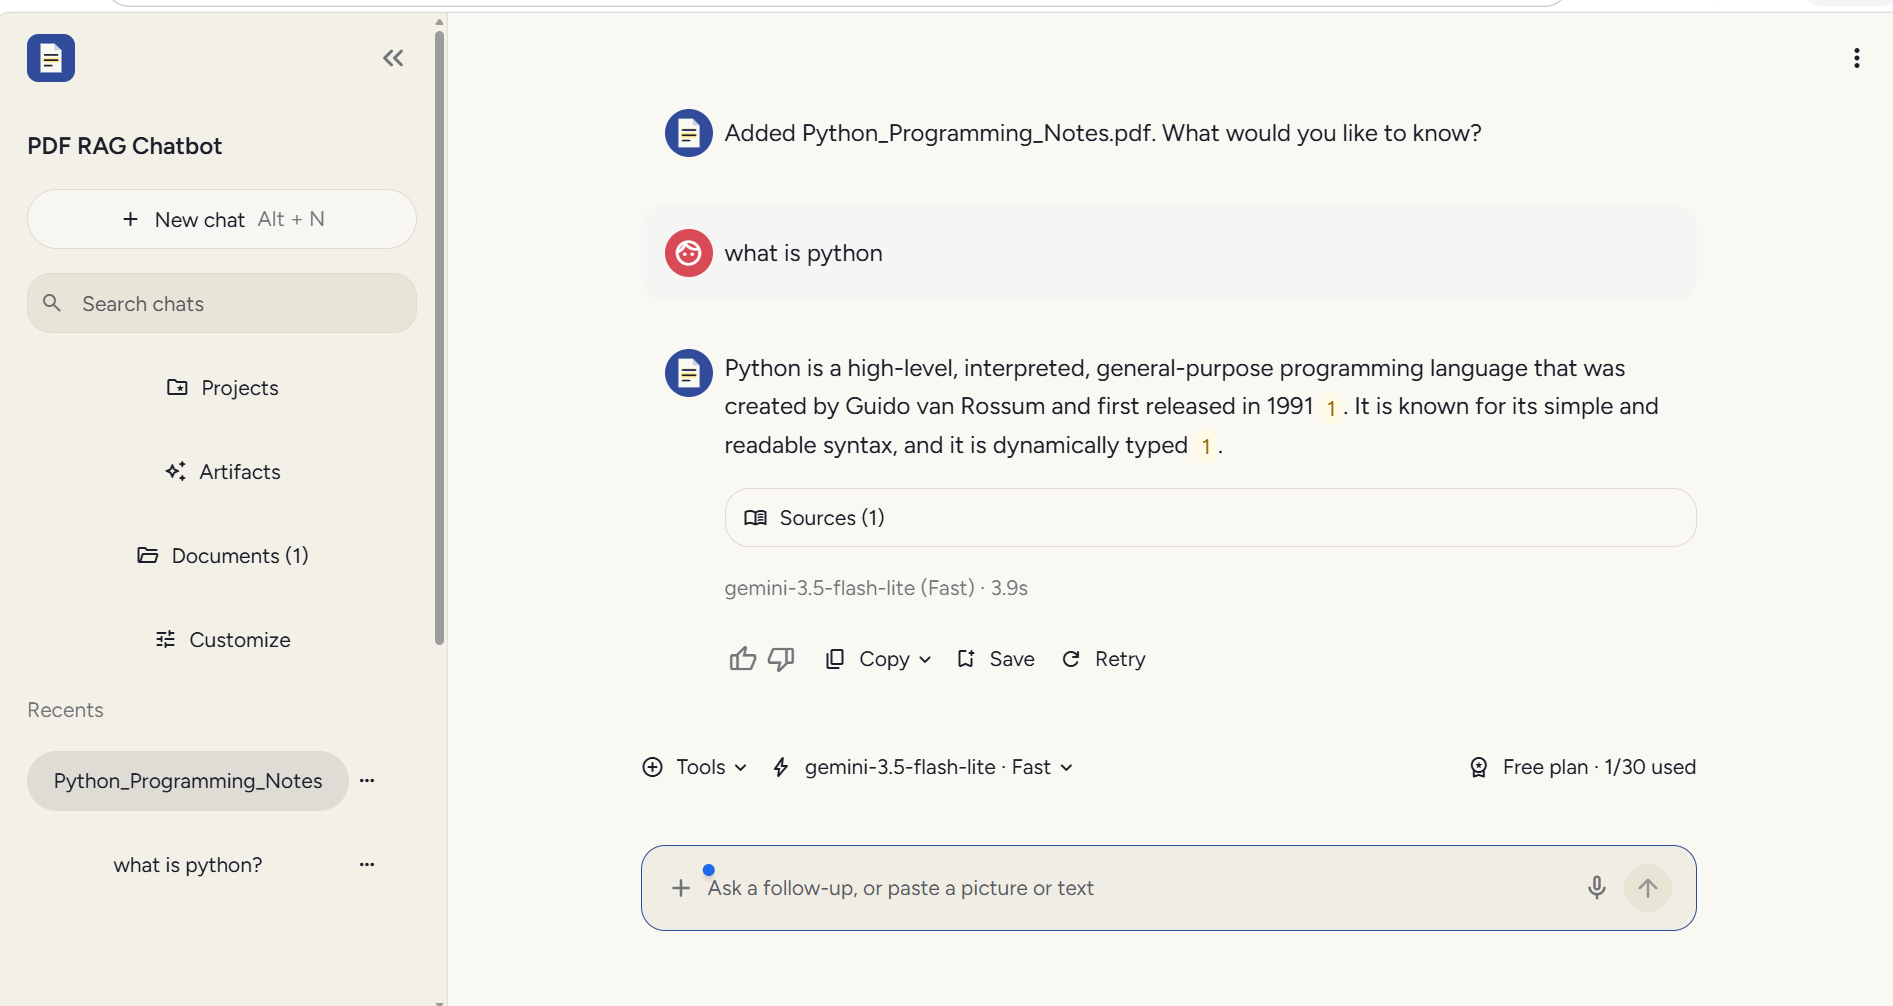 PDF RAG Chatbot
New chat Alt + N
Search chats
Projects
Artifacts
Documents (1)
Customize
Recents
Python_Programming_Notes
what is python?
Added Python_Programming_Notes.pdf. What would you like to know?
what is python
Python is a high-level, interpreted, general-purpose programming language that was
created by Guido van Rossum and first released in 1991 1. It is known for its simple and
readable syntax, and it is dynamically typed 1.
Sources (1)
gemini-3.5-flash-lite (Fast) · 3.9s
Copy Save Retry
Tools gemini-3.5-flash-lite · Fast Free plan · 1/30 used
Ask a follow-up, or paste a picture or text